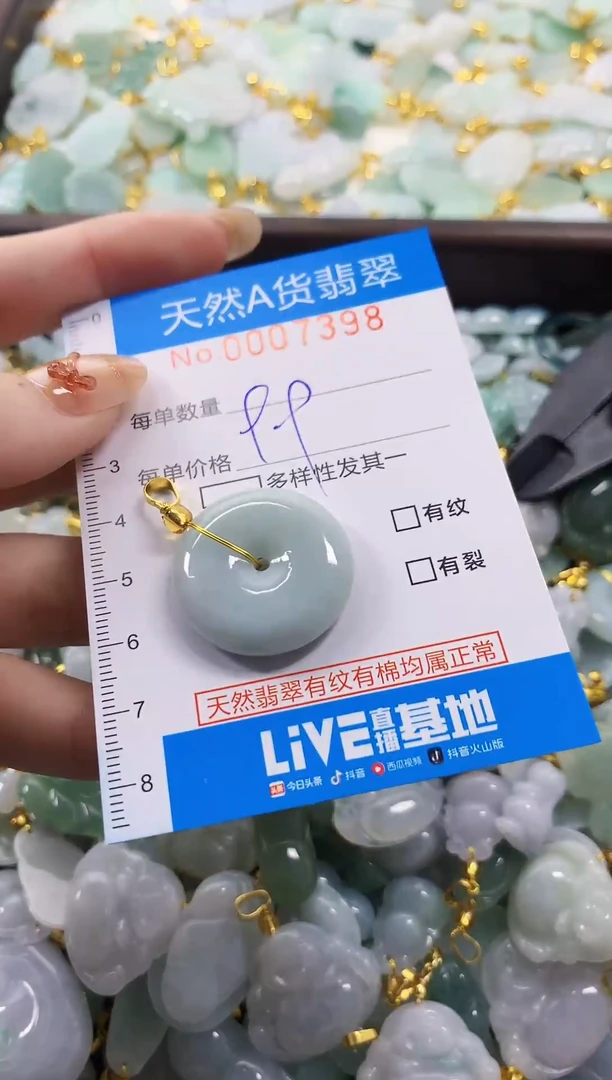 天然A货翡翠
No 0007398
0
每单数量 99
3
每单价格
多样性发其一
4
有纹
5
有裂
6
天然翡翠有纹有棉均属正常
7
LiVE直播基地
8
今日头条 抖音 西瓜视频 抖音火山版